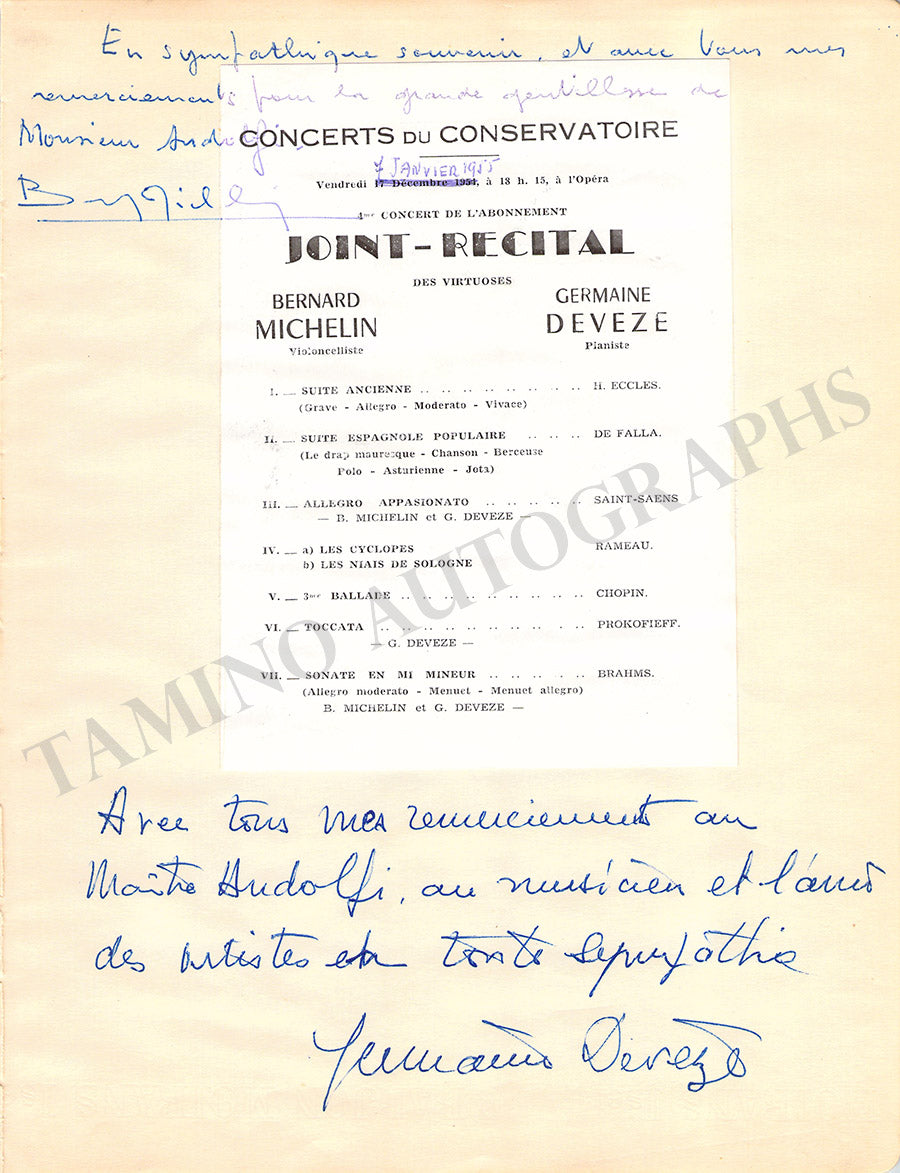 En sympathique souvenir, et avec tous mes
remerciements pour la grande gentillesse de
Monsieur Andolfi.
CONCERTS DU CONSERVATOIRE
7 JANVIER 1955
Vendredi 17 Décembre 1954, à 18 h. 15, à l'Opéra
4me CONCERT DE L'ABONNEMENT
JOINT-RECITAL
DES VIRTUOSES
BERNARD MICHELIN
Violoncelliste
GERMAINE DEVEZE
Pianiste
I. — SUITE ANCIENNE .. .. .. .. .. .. .. .. .. H. ECCLES.
(Grave - Allegro - Moderato - Vivace)
II. — SUITE ESPAGNOLE POPULAIRE .. .. .. DE FALLA.
(Le drap mauresque - Chanson - Berceuse
Polo - Asturienne - Jota)
III. — ALLEGRO APPASIONATO .. .. .. .. .. .. SAINT-SAENS
— B. MICHELIN et G. DEVEZE —
IV. — a) LES CYCLOPES RAMEAU.
b) LES NIAIS DE SOLOGNE
V. — 3me BALLADE .. .. .. .. .. .. .. .. .. .. CHOPIN.
VI. — TOCCATA .. .. .. .. .. .. .. .. .. .. .. PROKOFIEFF.
— G. DEVEZE —
VII. — SONATE EN MI MINEUR .. .. .. .. .. .. BRAHMS.
(Allegro moderato - Menuet - Menuet allegro)
B. MICHELIN et G. DEVEZE —
TAMINO AUTOGRAPHS
Avec tous mes remerciements au
Maître Andolfi, au musicien et l'ami
des artistes en toute sympathie
Germaine Devèze